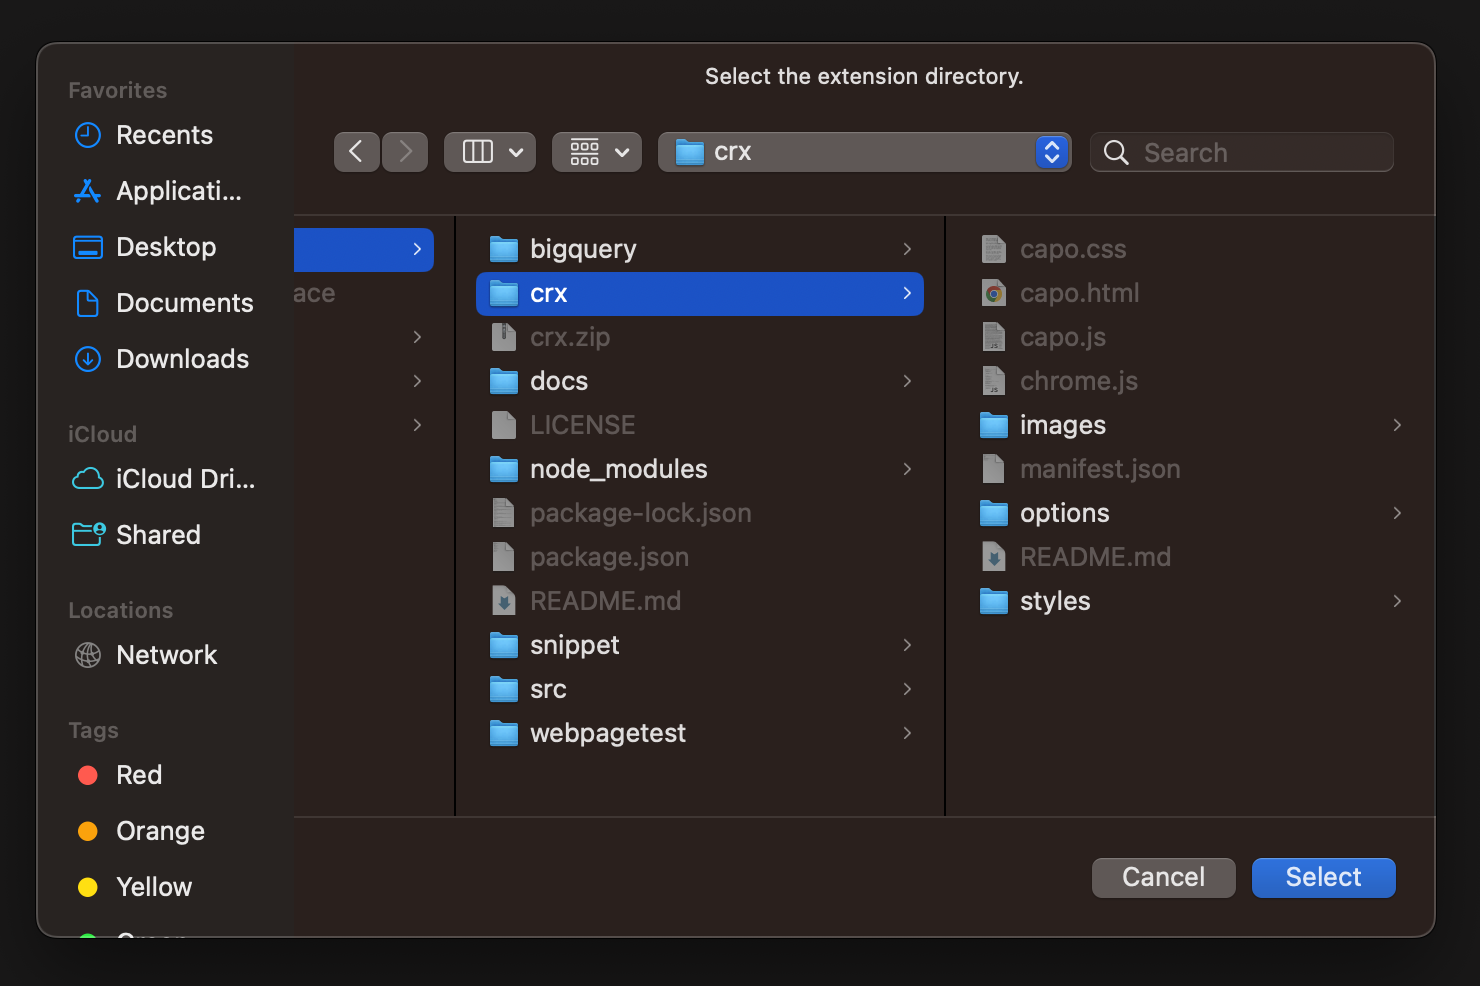 Select the extension directory.
Favorites
Recents
Applicati...
Desktop
Documents
Downloads
iCloud
iCloud Dri...
Shared
Locations
Network
Tags
Red
Orange
Yellow
crx
Search
ace
bigquery
crx
crx.zip
docs
LICENSE
node_modules
package-lock.json
package.json
README.md
snippet
src
webpagetest
capo.css
capo.html
capo.js
chrome.js
images
manifest.json
options
README.md
styles
Cancel
Select